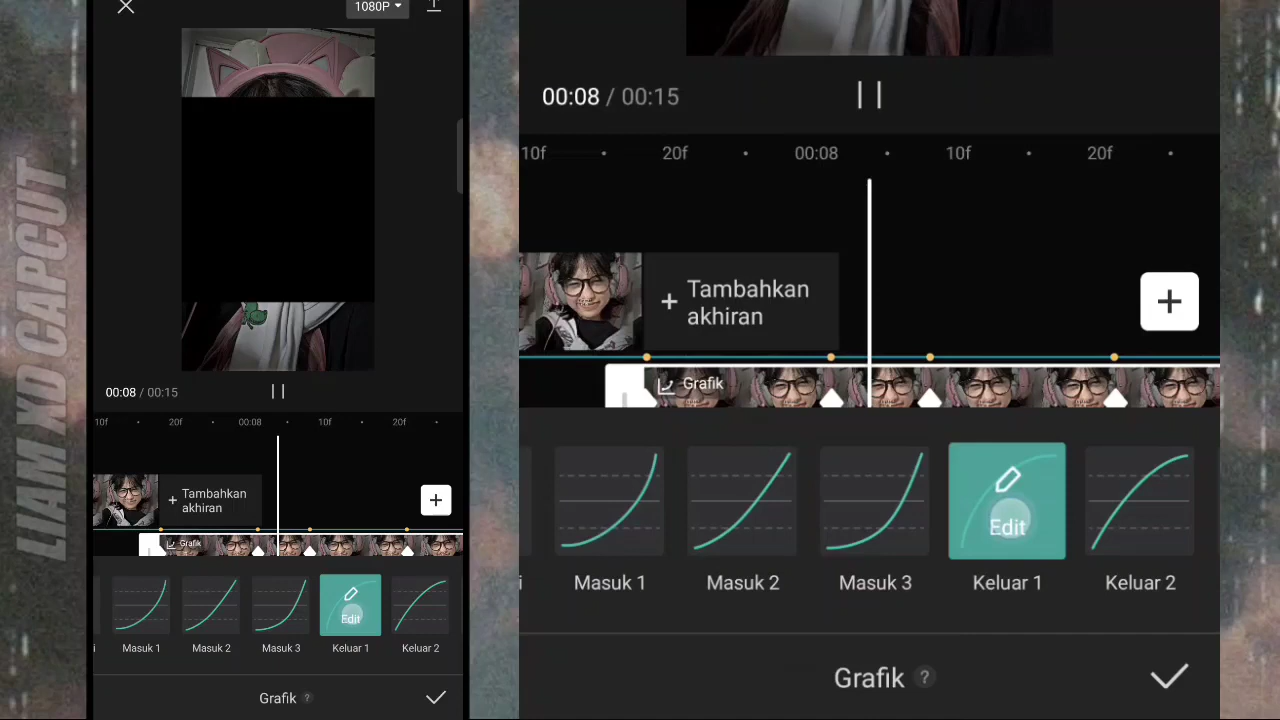 LIAM XD CAPCUT
1080P
00:08 / 00:15
10f
20f
00:08
10f
20f
+ Tambahkan
akhiran
+
Grafik
Edit
i
Masuk 1
Masuk 2
Masuk 3
Keluar 1
Keluar 2
Grafik ?
00:08 / 00:15
10f
20f
00:08
10f
20f
+ Tambahkan
akhiran
+
Grafik
Edit
i
Masuk 1
Masuk 2
Masuk 3
Keluar 1
Keluar 2
Grafik ?